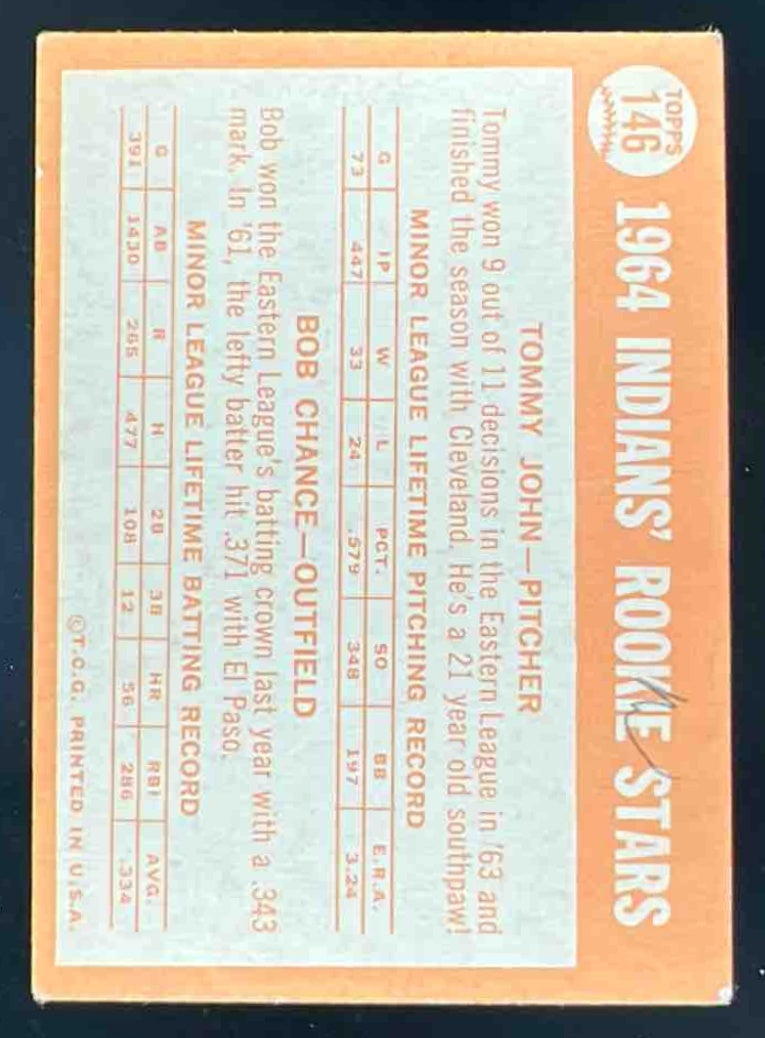 TOPPS
146
1964 INDIANS' ROOKIE STARS
TOMMY JOHN—PITCHER
Tommy won 9 out of 11 decisions in the Eastern League in '63 and
finished the season with Cleveland. He's a 21 year old southpaw!
MINOR LEAGUE LIFETIME PITCHING RECORD
G IP W L PCT. SO BB E.R.A.
73 447 33 24 .579 348 197 3.24
BOB CHANCE—OUTFIELD
Bob won the Eastern League's batting crown last year with a .343
mark. In '61, the lefty batter hit .371 with El Paso.
MINOR LEAGUE LIFETIME BATTING RECORD
G AB R H 2B 3B HR RBI AVG.
391 1430 265 477 108 12 56 286 .334
©T.C.G. PRINTED IN U.S.A.